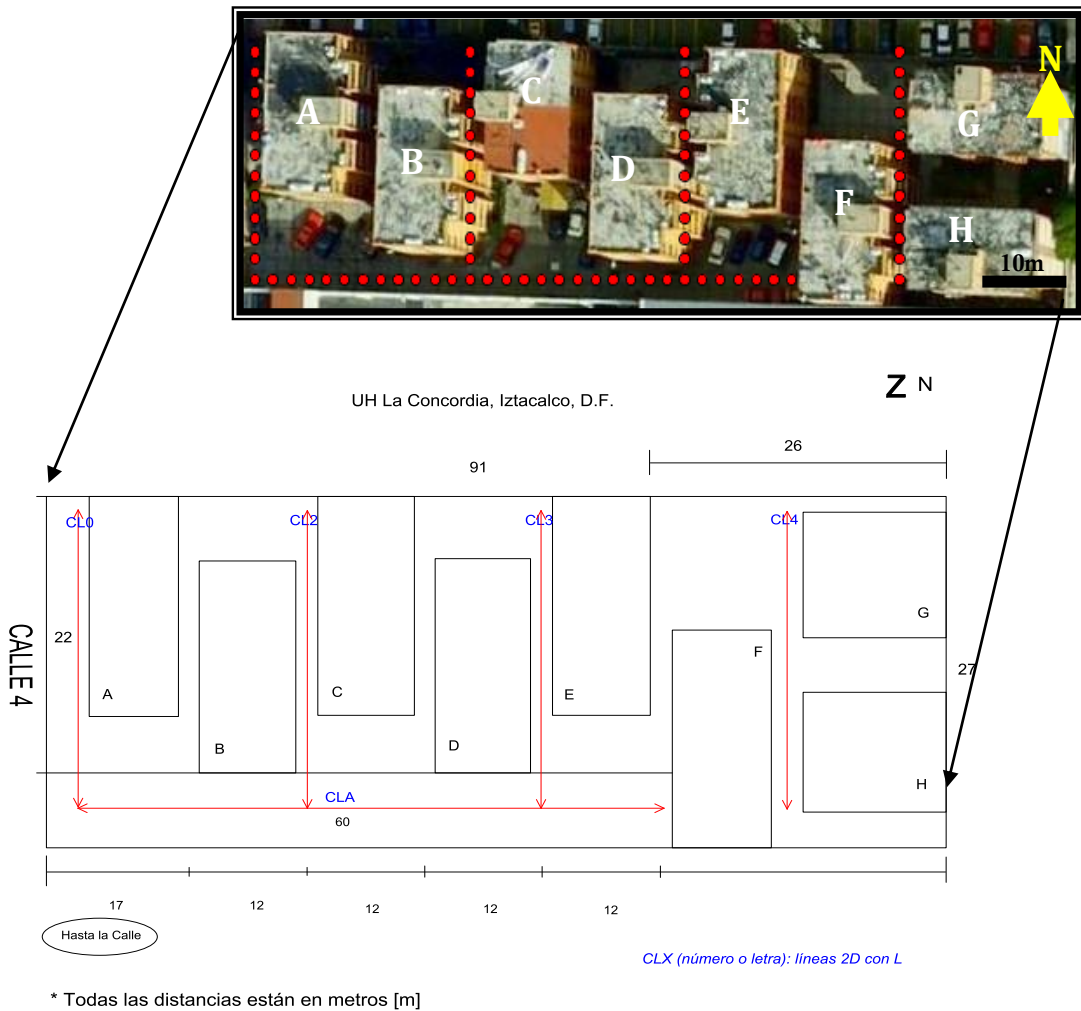 N
A
B
C
D
E
F
G
H
10m
UH La Concordia, Iztacalco, D.F.
Z N
26
91
CL0
CL2
CL3
CL4
22
CALLE 4
A
B
C
D
E
F
G
H
27
CLA
60
17
12
12
12
12
Hasta la Calle
CLX (número o letra): líneas 2D con L
* Todas las distancias están en metros [m]